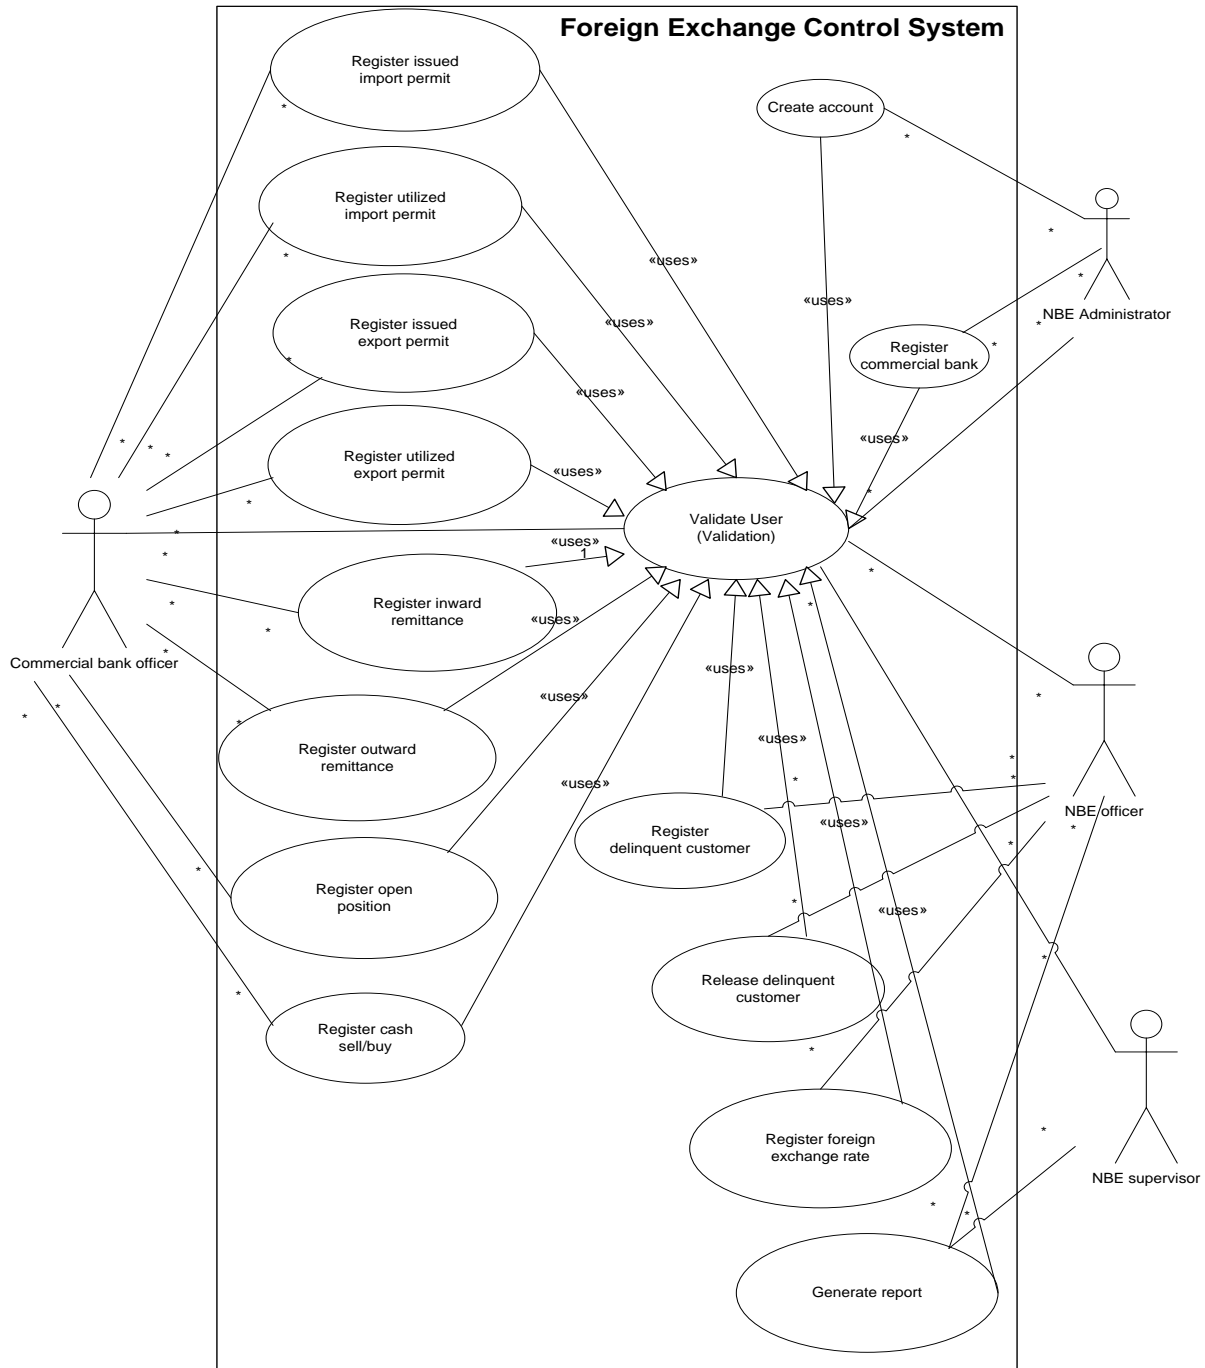 Foreign Exchange Control System
Register issued
import permit
Create account
*
*
Register utilized
import permit
*
*
*
«uses»
«uses»
«uses»
NBE Administrator
Register issued
export permit
«uses»
*
*
Register
commercial bank
*
*
*
*
*
«uses»
Register utilized
export permit
«uses»
*
*
Validate User
(Validation)
*
*
«uses»
1
*
*
Register inward
remittance
*
*
«uses»
*
Commercial bank officer
*
«uses»
«uses»
*
*
*
*
Register outward
remittance
«uses»
*
*
*
«uses»
NBE officer
Register
delinquent customer
«uses»
*
*
*
*
Register open
position
*
«uses»
*
*
Release delinquent
customer
*
Register cash
sell/buy
*
*
Register foreign
exchange rate
NBE supervisor
*
*
Generate report